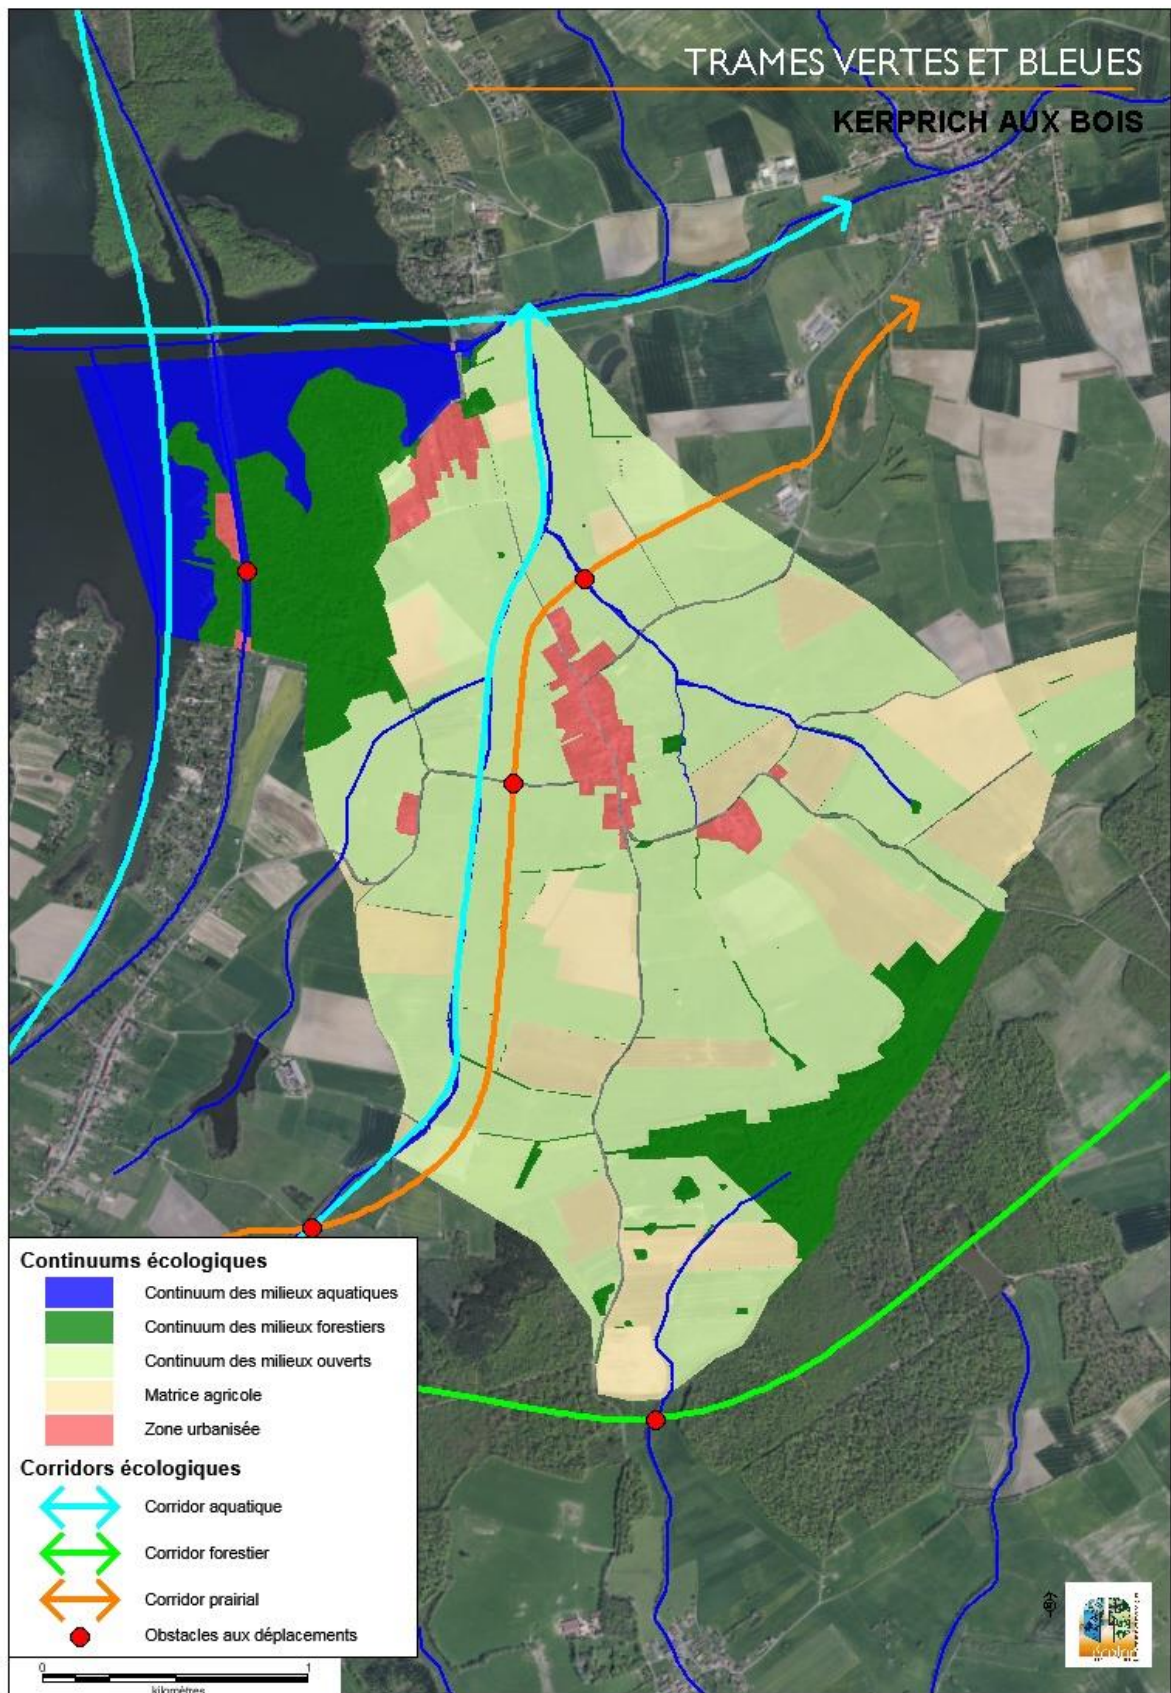 TRAMES VERTES ET BLEUES
KERPRICH AUX BOIS
Continuums écologiques
Continuum des milieux aquatiques
Continuum des milieux forestiers
Continuum des milieux ouverts
Matrice agricole
Zone urbanisée
Corridors écologiques
Corridor aquatique
Corridor forestier
Corridor prairial
Obstacles aux déplacements
0 1
kilomètres